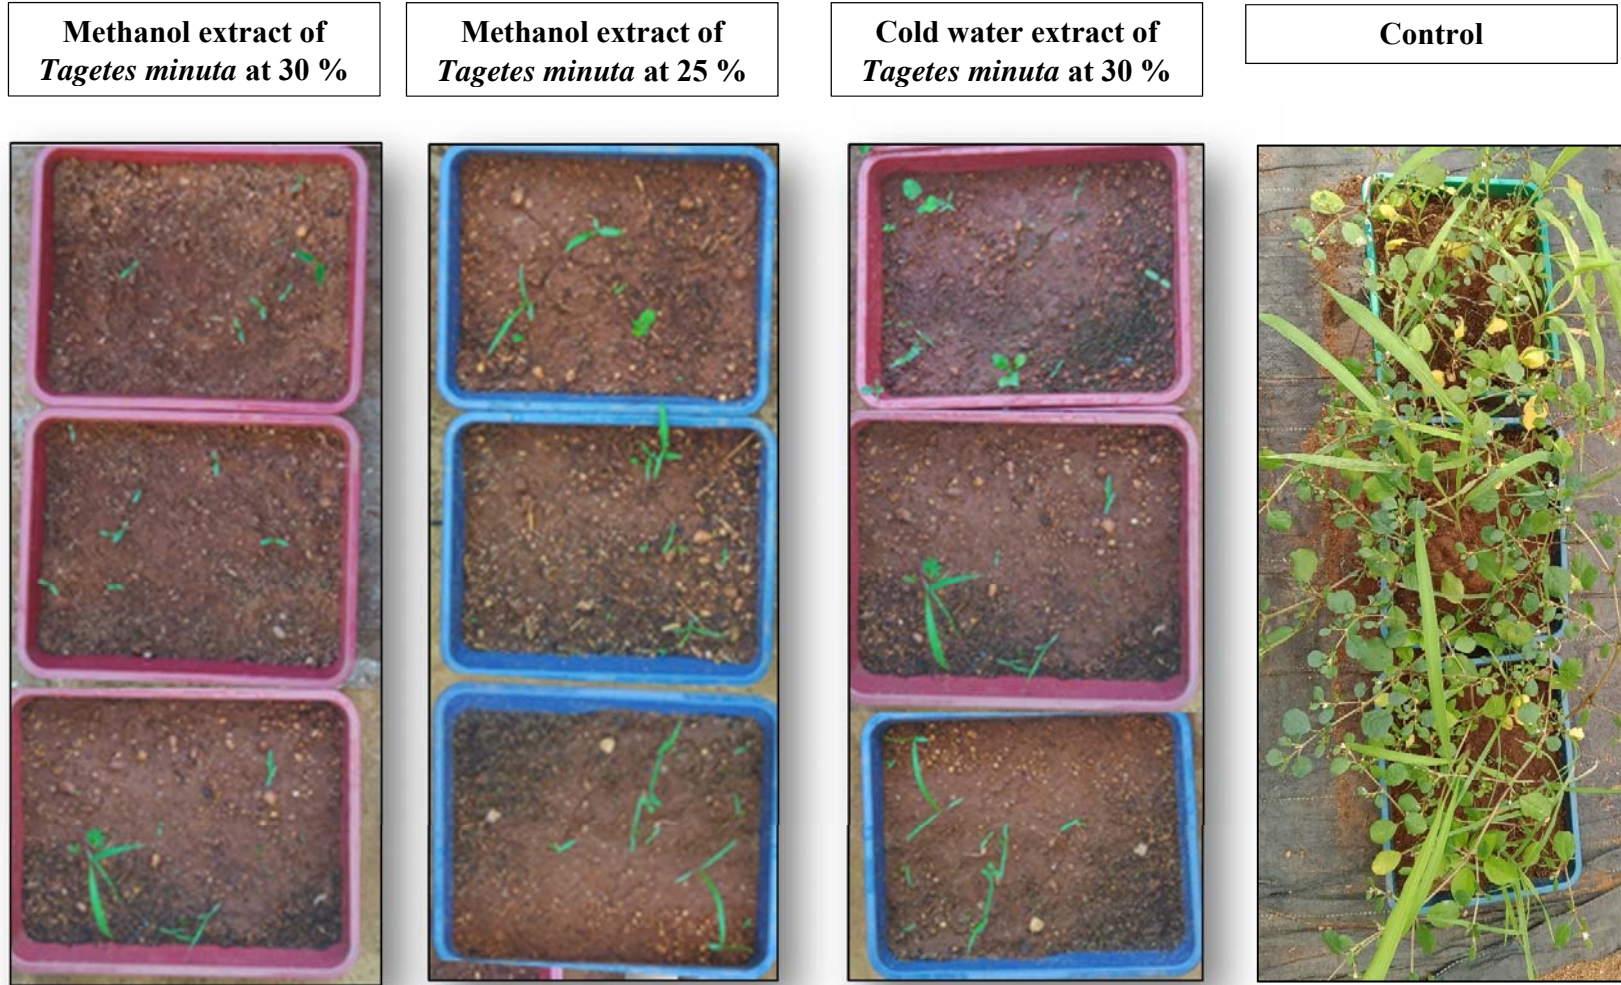 Methanol extract of
Tagetes minuta at 30 %
Methanol extract of
Tagetes minuta at 25 %
Cold water extract of
Tagetes minuta at 30 %
Control